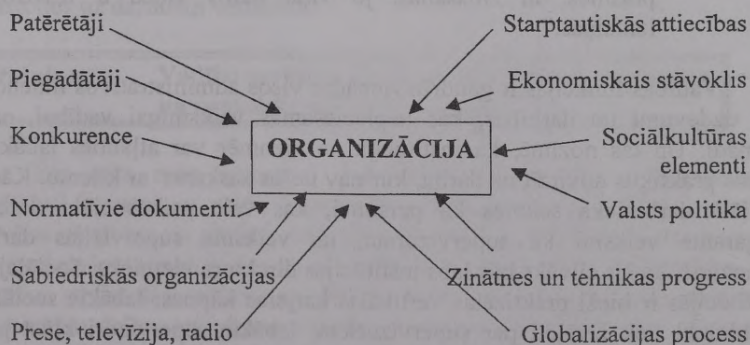 Patērētāji
Starptautiskās attiecības
Piegādātāji
Ekonomiskais stāvoklis
Konkurence
ORGANIZĀCIJA
Sociālkultūras
elementi
Normatīvie dokumenti
Valsts politika
Sabiedriskās organizācijas
Zinātnes un tehnikas progress
Prese, televīzija, radio
Globalizācijas process